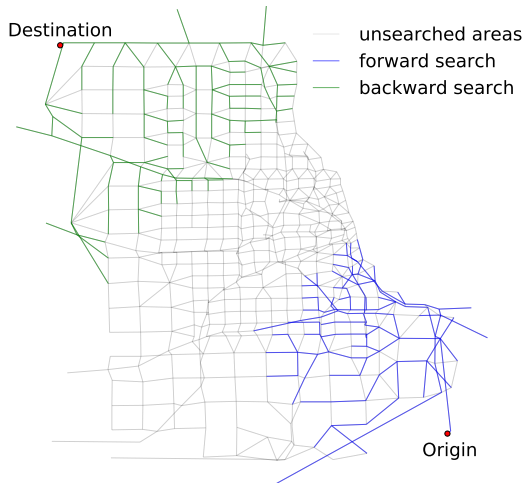 Destination
unsearched areas
forward search
backward search
Origin